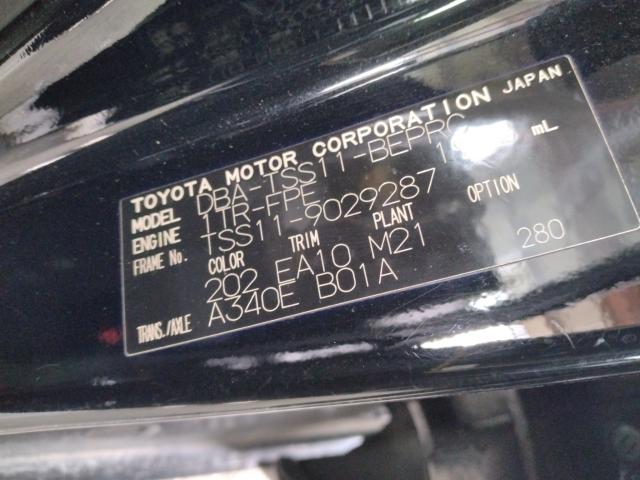 TOYOTA MOTOR CORPORATION JAPAN
MODEL DBA-TSS11-BEPRC
ENGINE 1TR-FPE mL
FRAME No. TSS11-9029287
COLOR TRIM PLANT OPTION
202 EA10 M21 280
TRANS./AXLE A340E B01A